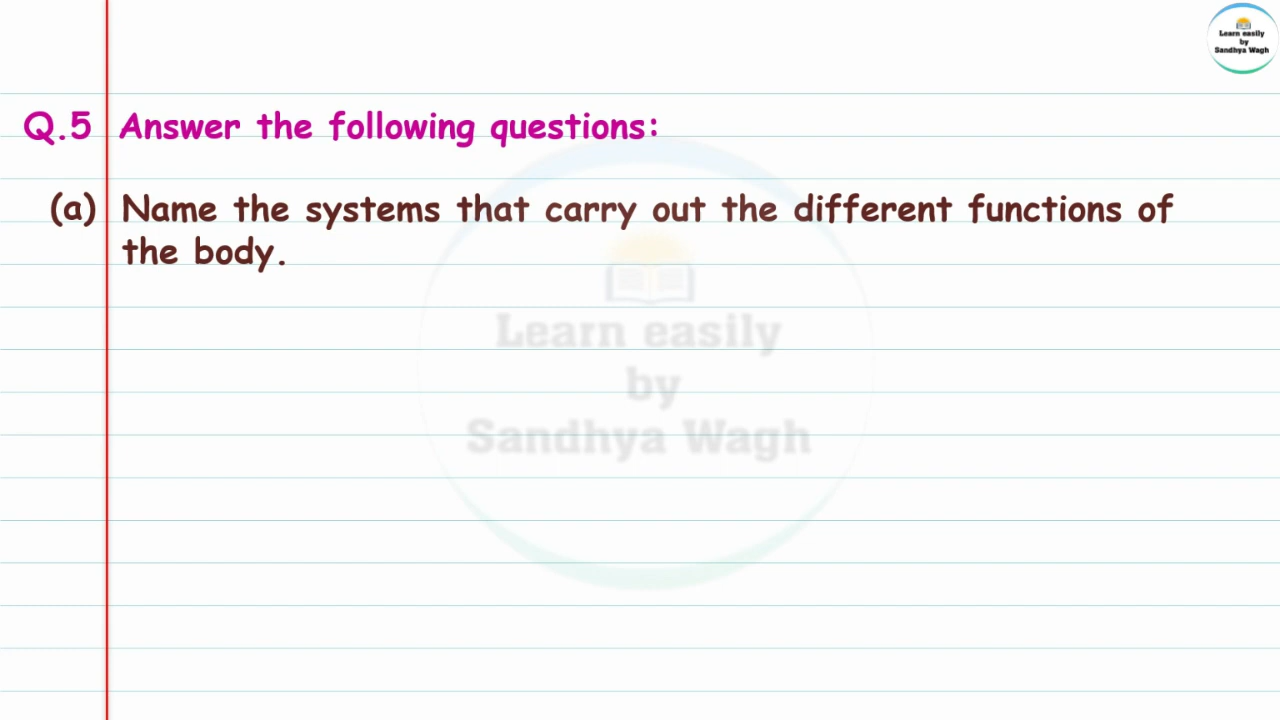 Learn easily
by
Sandhya Wagh
Q.5 Answer the following questions:
(a) Name the systems that carry out the different functions of
the body.
Learn easily
by
Sandhya Wagh